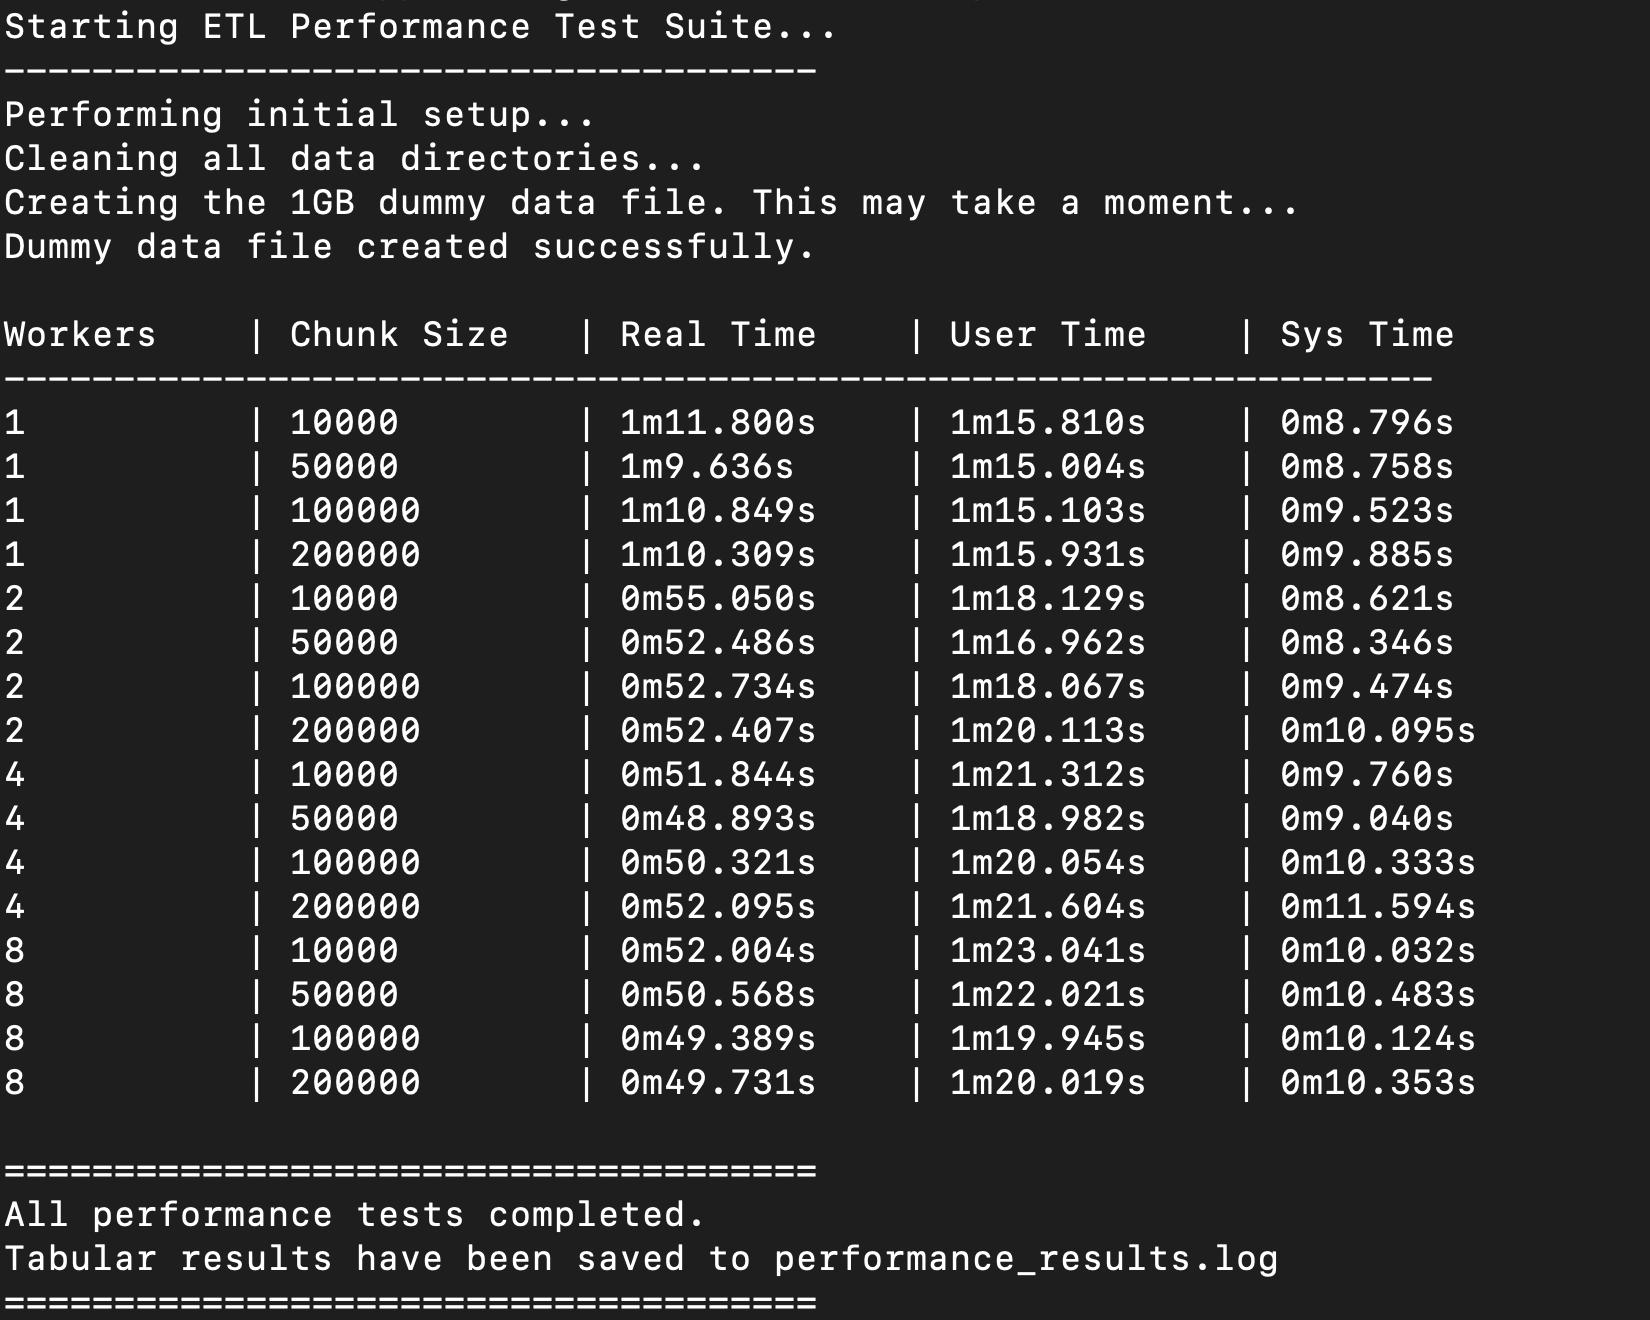 Starting ETL Performance Test Suite...
-------------------------------------
Performing initial setup...
Cleaning all data directories...
Creating the 1GB dummy data file. This may take a moment...
Dummy data file created successfully.
Workers | Chunk Size | Real Time | User Time | Sys Time
-----------------------------------------------------------------
1 | 10000 | 1m11.800s | 1m15.810s | 0m8.796s
1 | 50000 | 1m9.636s | 1m15.004s | 0m8.758s
1 | 100000 | 1m10.849s | 1m15.103s | 0m9.523s
1 | 200000 | 1m10.309s | 1m15.931s | 0m9.885s
2 | 10000 | 0m55.050s | 1m18.129s | 0m8.621s
2 | 50000 | 0m52.486s | 1m16.962s | 0m8.346s
2 | 100000 | 0m52.734s | 1m18.067s | 0m9.474s
2 | 200000 | 0m52.407s | 1m20.113s | 0m10.095s
4 | 10000 | 0m51.844s | 1m21.312s | 0m9.760s
4 | 50000 | 0m48.893s | 1m18.982s | 0m9.040s
4 | 100000 | 0m50.321s | 1m20.054s | 0m10.333s
4 | 200000 | 0m52.095s | 1m21.604s | 0m11.594s
8 | 10000 | 0m52.004s | 1m23.041s | 0m10.032s
8 | 50000 | 0m50.568s | 1m22.021s | 0m10.483s
8 | 100000 | 0m49.389s | 1m19.945s | 0m10.124s
8 | 200000 | 0m49.731s | 1m20.019s | 0m10.353s
=====================================
All performance tests completed.
Tabular results have been saved to performance_results.log
=====================================